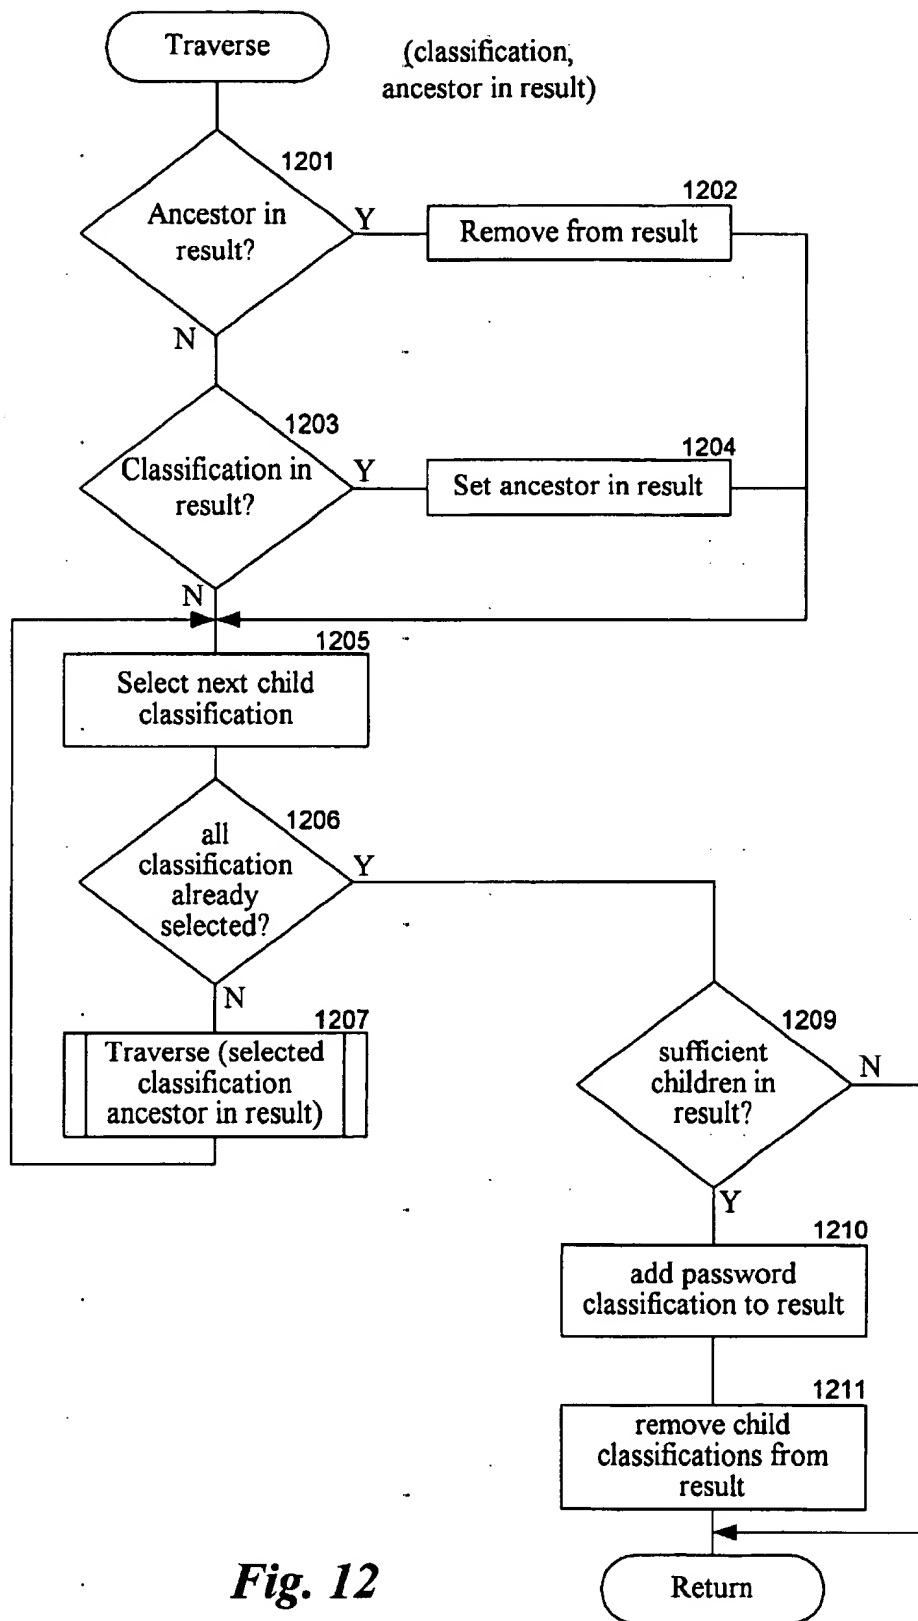 Traverse
(classification,
ancestor in result)
1201
Ancestor in
result?
Y
1202
Remove from result
N
1203
Classification in
result?
Y
1204
Set ancestor in result
N
1205
Select next child
classification
1206
all
classification
already
selected?
Y
N
1207
Traverse (selected
classification
ancestor in result)
1209
sufficient
children in
result?
N
Y
1210
add password
classification to result
1211
remove child
classifications from
result
Return
Fig. 12